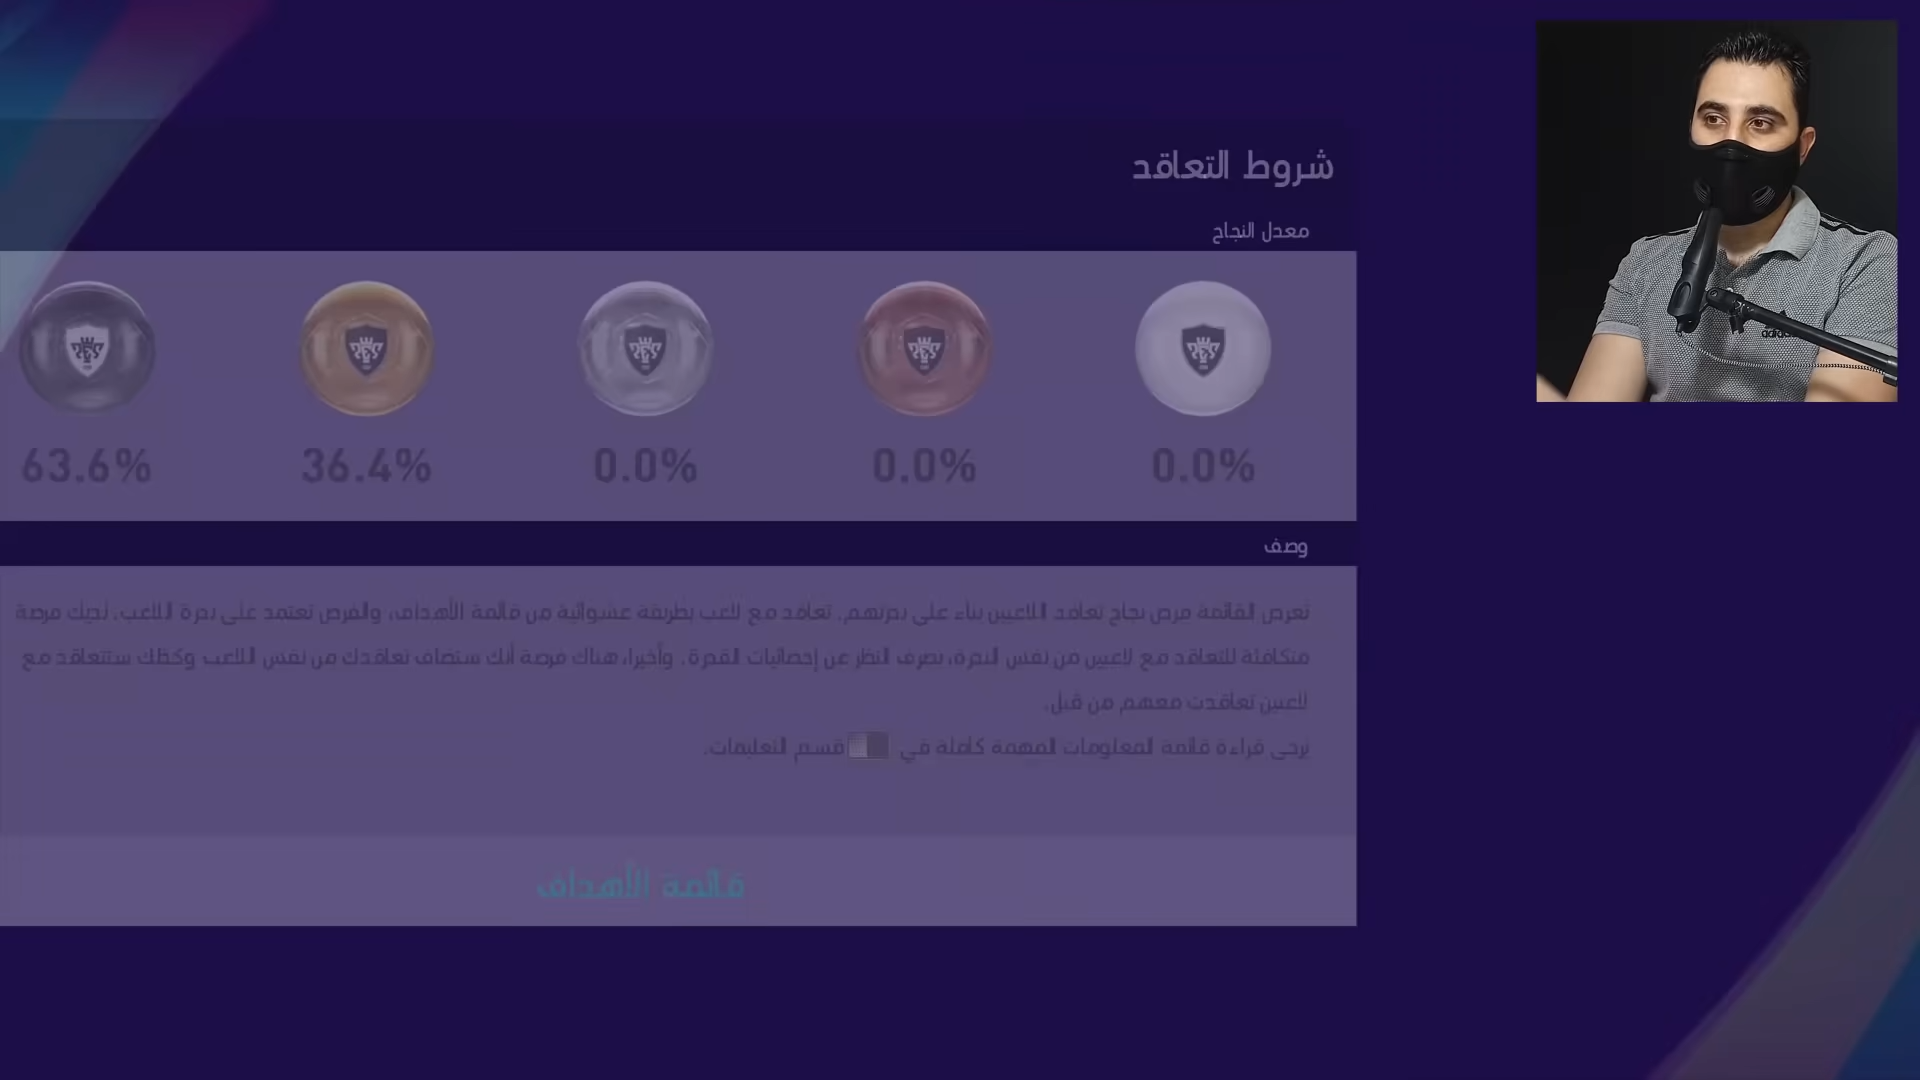 شروط التعاقد
معدل النجاح
63.6% 36.4% 0.0% 0.0% 0.0%
وصف
تعرض القائمة فرص نجاح تعاقد اللاعبين بناء على ندرتهم. تعاقد مع لاعب بطريقة عشوائية من قائمة الأهداف، والفرص تعتمد على ندرة اللاعب. لديك فرصة
متكافئة للتعاقد مع لاعبين من نفس الندرة، بصرف النظر عن إحصائيات القدرة. وأخيرا، هناك فرصة أنك ستضاف تعاقدك من نفس اللاعب وكذلك ستتعاقد مع
لاعبين تعاقدت معهم من قبل.
يرجى قراءة قائمة المعلومات المهمة كاملة في قسم التعليمات.
قائمة الأهداف
adidas